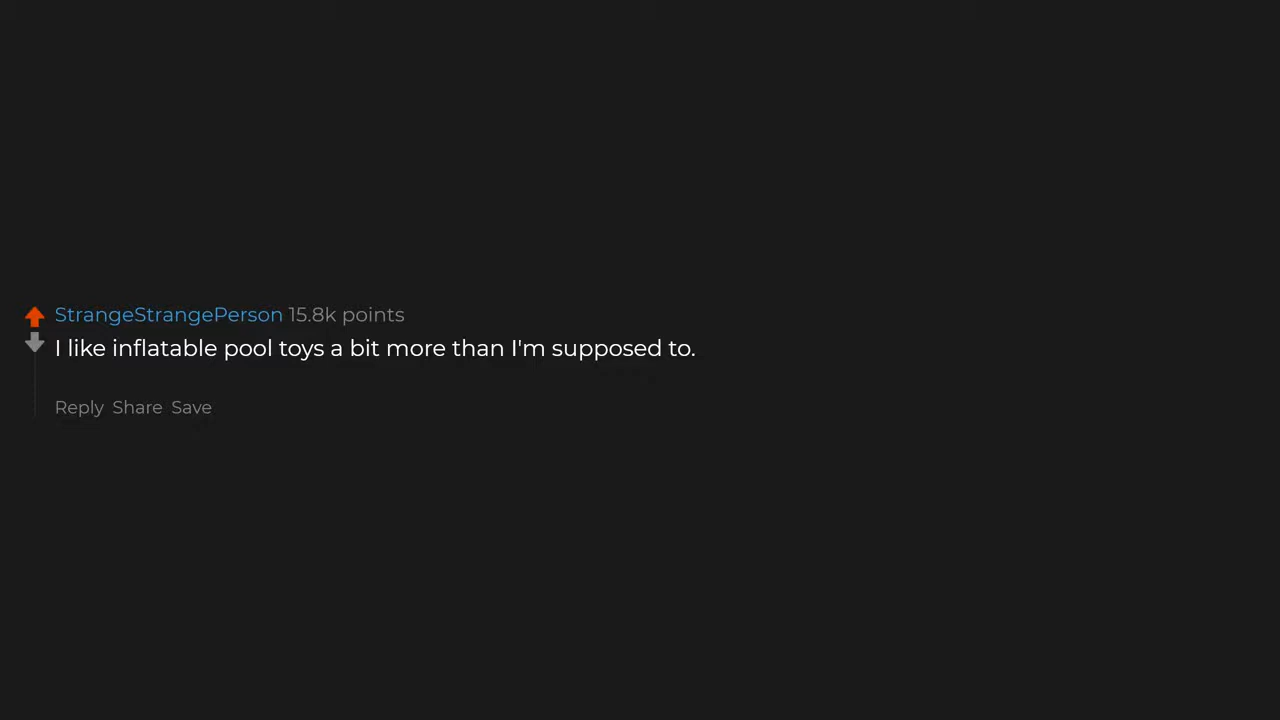 StrangeStrangePerson 15.8k points
I like inflatable pool toys a bit more than I'm supposed to.
Reply Share Save